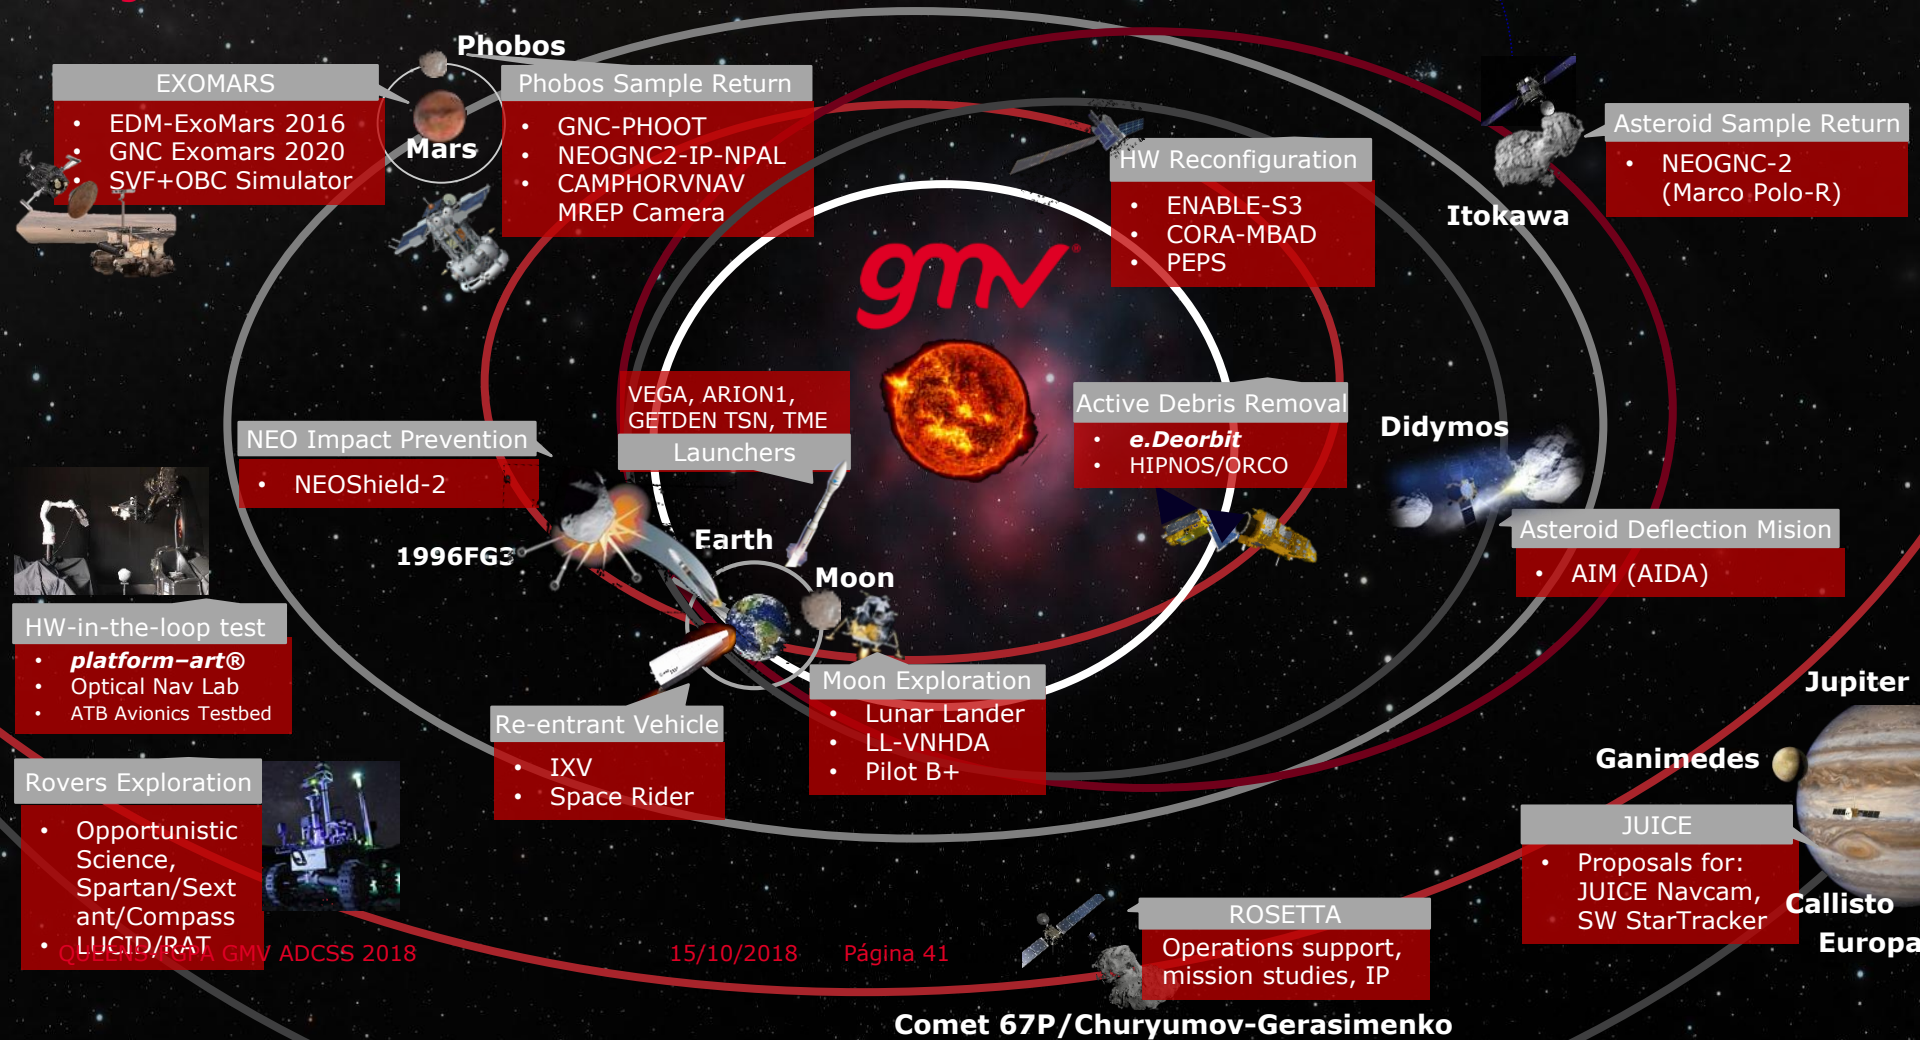 Phobos
EXOMARS
• EDM-ExoMars 2016
• GNC Exomars 2020
• SVF+OBC Simulator
Mars
Phobos Sample Return
• GNC-PHOOT
• NEOGNC2-IP-NPAL
• CAMPHORVNAV
MREP Camera
gmv®
HW Reconfiguration
• ENABLE-S3
• CORA-MBAD
• PEPS
Itokawa
Asteroid Sample Return
• NEOGNC-2
(Marco Polo-R)
VEGA, ARION1,
GETDEN TSN, TME
Launchers
NEO Impact Prevention
• NEOShield-2
1996FG3
Earth
Moon
Active Debris Removal
• e.Deorbit
• HIPNOS/ORCO
Didymos
Asteroid Deflection Mision
• AIM (AIDA)
HW-in-the-loop test
• platform–art®
• Optical Nav Lab
• ATB Avionics Testbed
Re-entrant Vehicle
• IXV
• Space Rider
Moon Exploration
• Lunar Lander
• LL-VNHDA
• Pilot B+
Rovers Exploration
• Opportunistic
Science,
Spartan/Sext
ant/Compass
• LUCID/RAT
Jupiter
Ganimedes
JUICE
• Proposals for:
JUICE Navcam,
SW StarTracker
Callisto
Europa
ROSETTA
Operations support,
mission studies, IP
Comet 67P/Churyumov-Gerasimenko
GMV ADCSS 2018
15/10/2018
Página 41